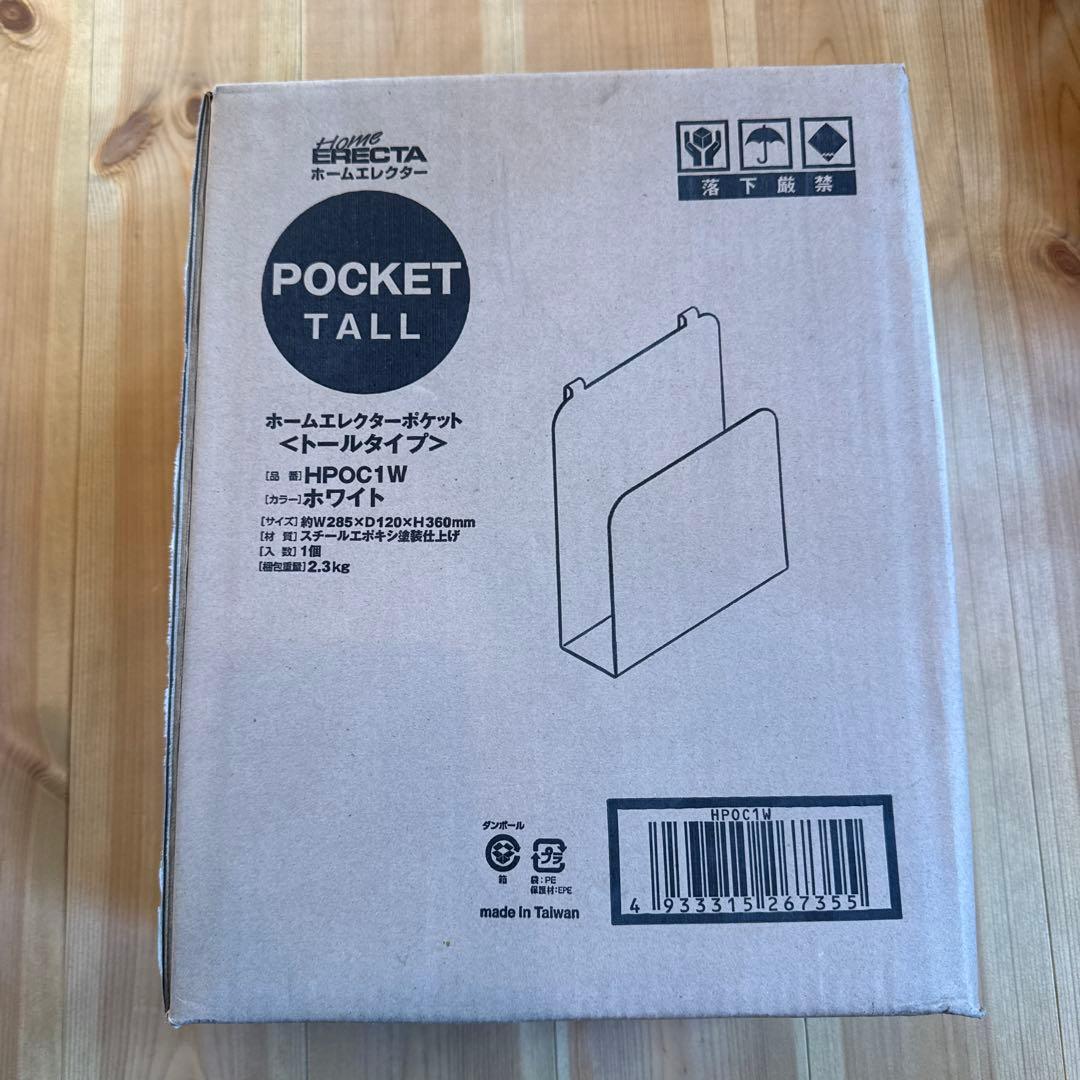 Home
ERECTA
ホームエレクター
落下厳禁
POCKET
TALL
ホームエレクターポケット
<トールタイプ>
[品 番] HPOC1W
[カラー] ホワイト
[サイズ] 約W285×D120×H360mm
[材 質] スチールエポキシ塗装仕上げ
[入 数] 1個
[梱包重量] 2.3kg
ダンボール
箱
プラ
袋:PE
保護材:EPE
made in Taiwan
HPOC1W
4 933315 267355